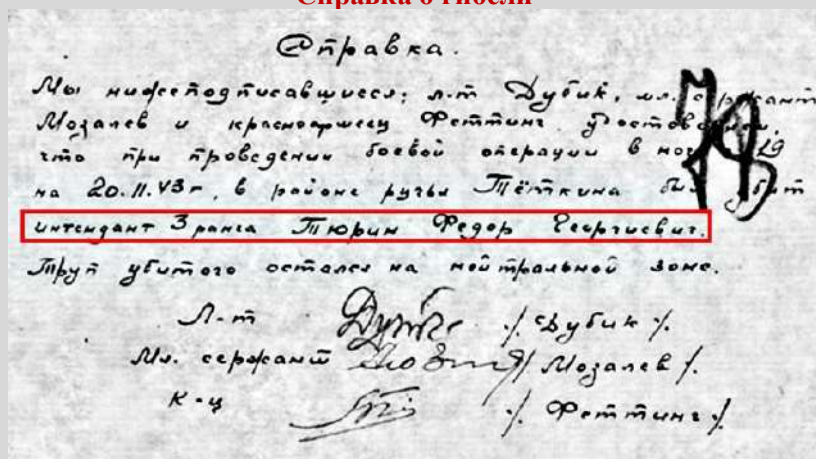 Справка о гибели
Справка.
Мы нижеподписавшиеся: л-т Дубик, мл. сержант
Мозалев и красноармеец Феттинг
что при проведении боевой операции в 19
на 20.11.43г. в районе ручья Тёткина
интендант 3 ранга Тюрин Федор Георгиевич.
Труп убитого остался на нейтральной зоне.
Л-т /. Дубик /.
Мл. сержант / Мозалев /.
К-ц /. Феттинг /.